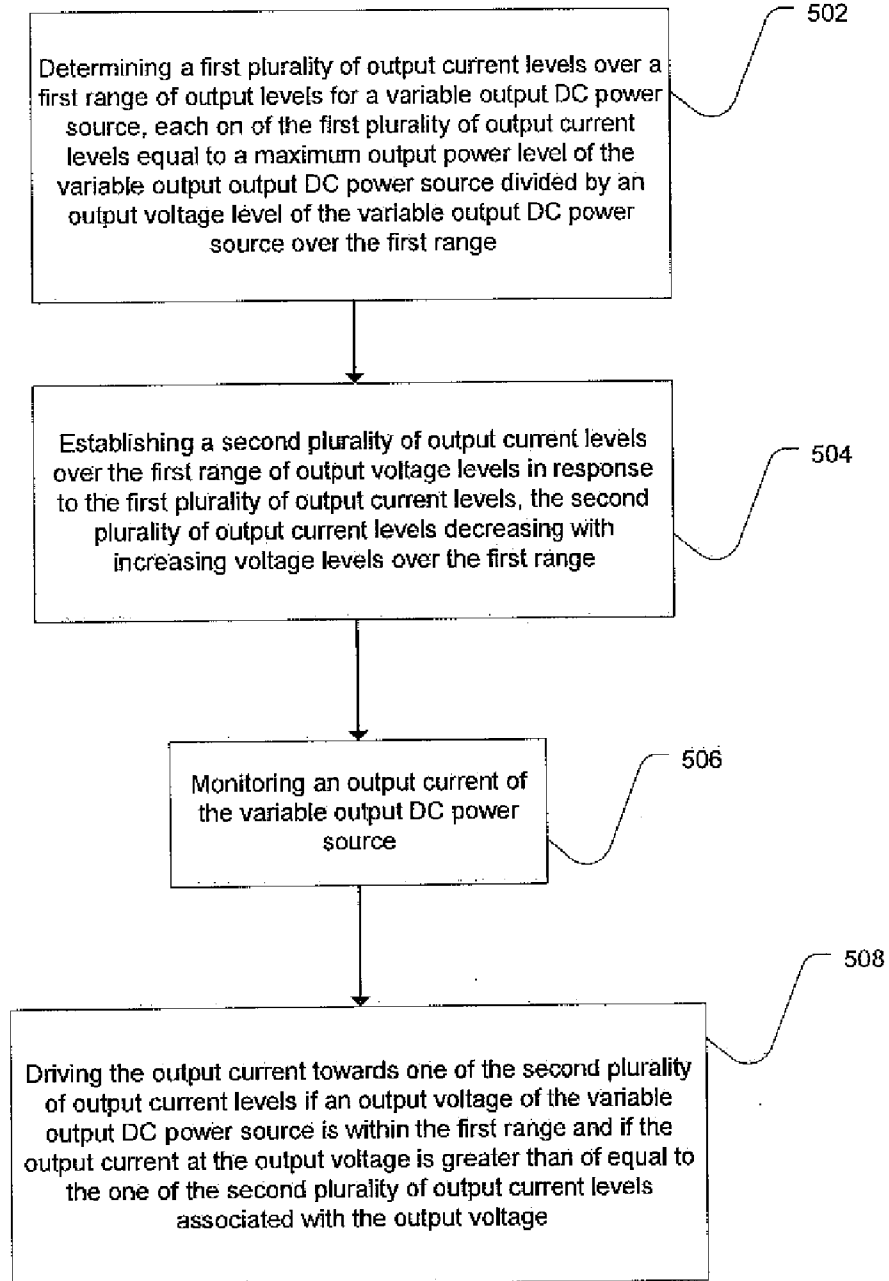 502
Determining a first plurality of output current levels over a
first range of output levels for a variable output DC power
source, each on of the first plurality of output current
levels equal to a maximum output power level of the
variable output output DC power source divided by an
output voltage level of the variable output DC power
source over the first range
504
Establishing a second plurality of output current levels
over the first range of output voltage levels in response
to the first plurality of output current levels, the second
plurality of output current levels decreasing with
increasing voltage levels over the first range
506
Monitoring an output current of
the variable output DC power
source
508
Driving the output current towards one of the second plurality
of output current levels if an output voltage of the variable
output DC power source is within the first range and if the
output current at the output voltage is greater than of equal to
the one of the second plurality of output current levels
associated with the output voltage